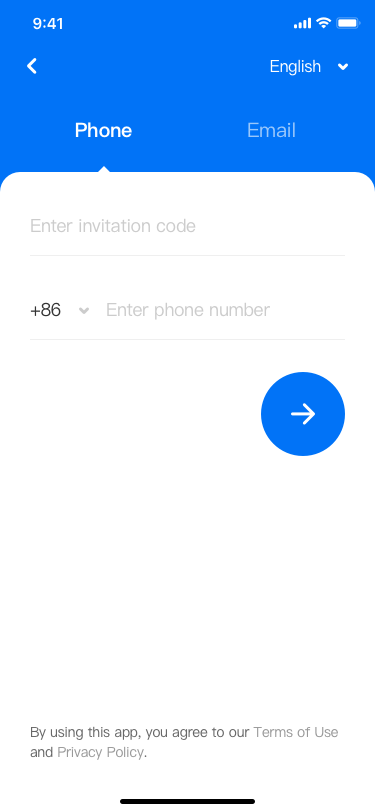 9:41
English
Phone Email
Enter invitation code
+86 Enter phone number
By using this app, you agree to our Terms of Use
and Privacy Policy.